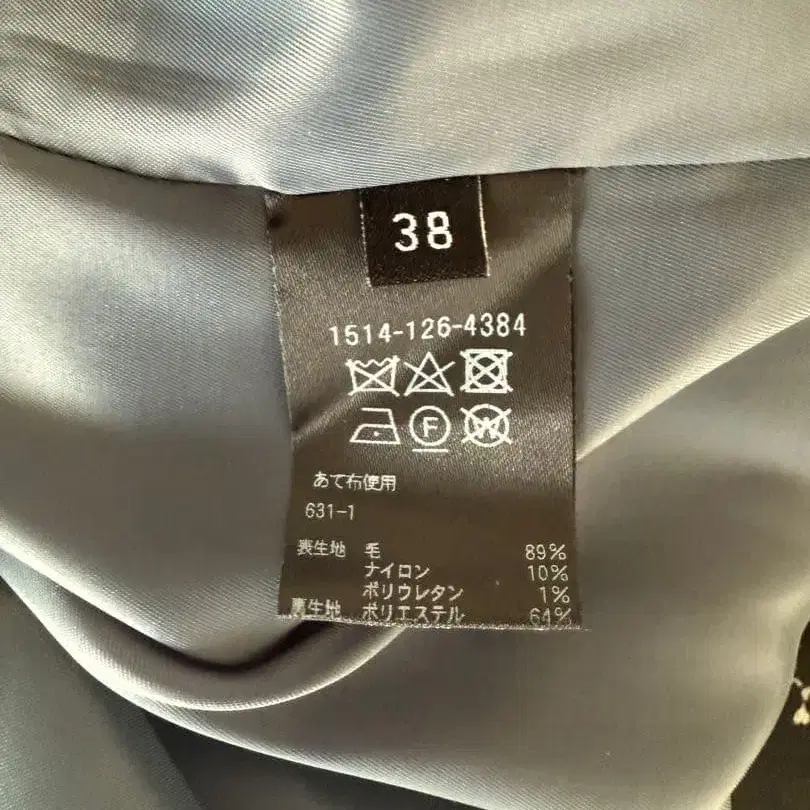 38
1514-126-4384
F
W
あて布使用
631-1
表生地 毛 89%
ナイロン 10%
ポリウレタン 1%
裏生地 ポリエステル 64%